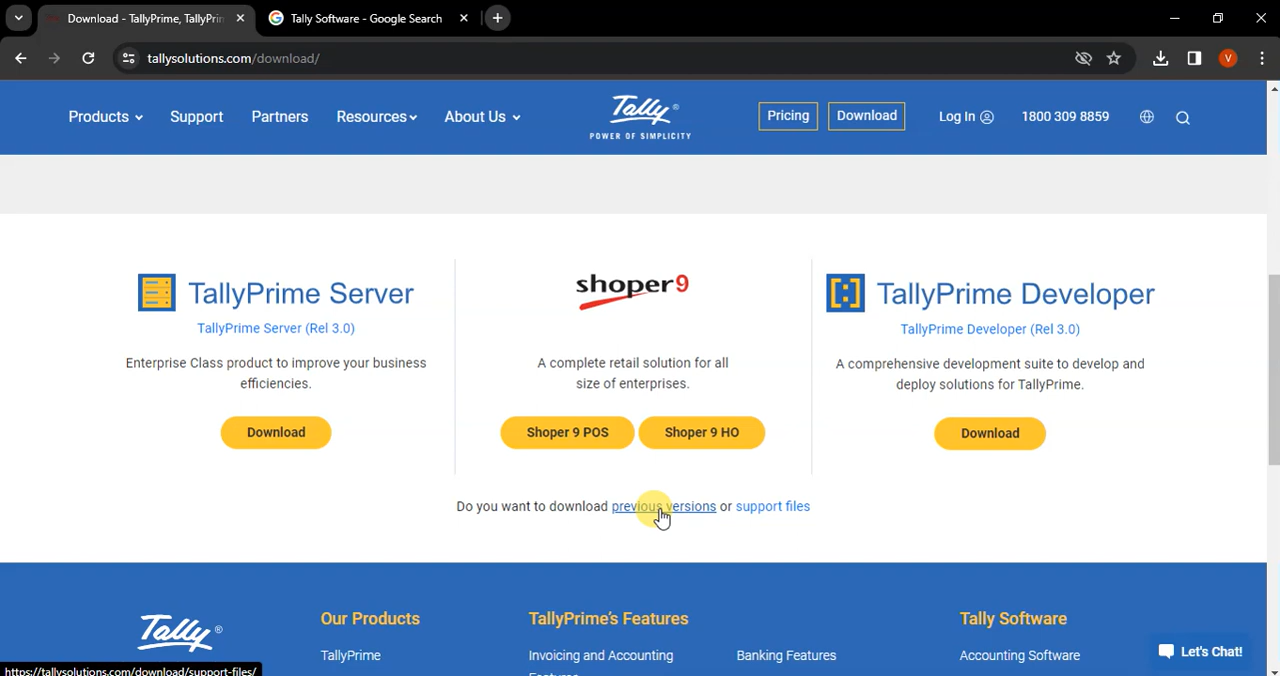 Download - TallyPrime, TallyPrin
Tally Software - Google Search
tallysolutions.com/download/
V
Products
Support
Partners
Resources
About Us
Tally®
POWER OF SIMPLICITY
Pricing
Download
Log In
1800 309 8859
TallyPrime Server
TallyPrime Server (Rel 3.0)
Enterprise Class product to improve your business
efficiencies.
Download
shoper9
A complete retail solution for all
size of enterprises.
Shoper 9 POS
Shoper 9 HO
TallyPrime Developer
TallyPrime Developer (Rel 3.0)
A comprehensive development suite to develop and
deploy solutions for TallyPrime.
Download
Do you want to download previous versions or support files
Tally®
Our Products
TallyPrime
TallyPrime's Features
Invoicing and Accounting
Features
Banking Features
Tally Software
Accounting Software
Let's Chat!
https://tallysolutions.com/download/support-files/